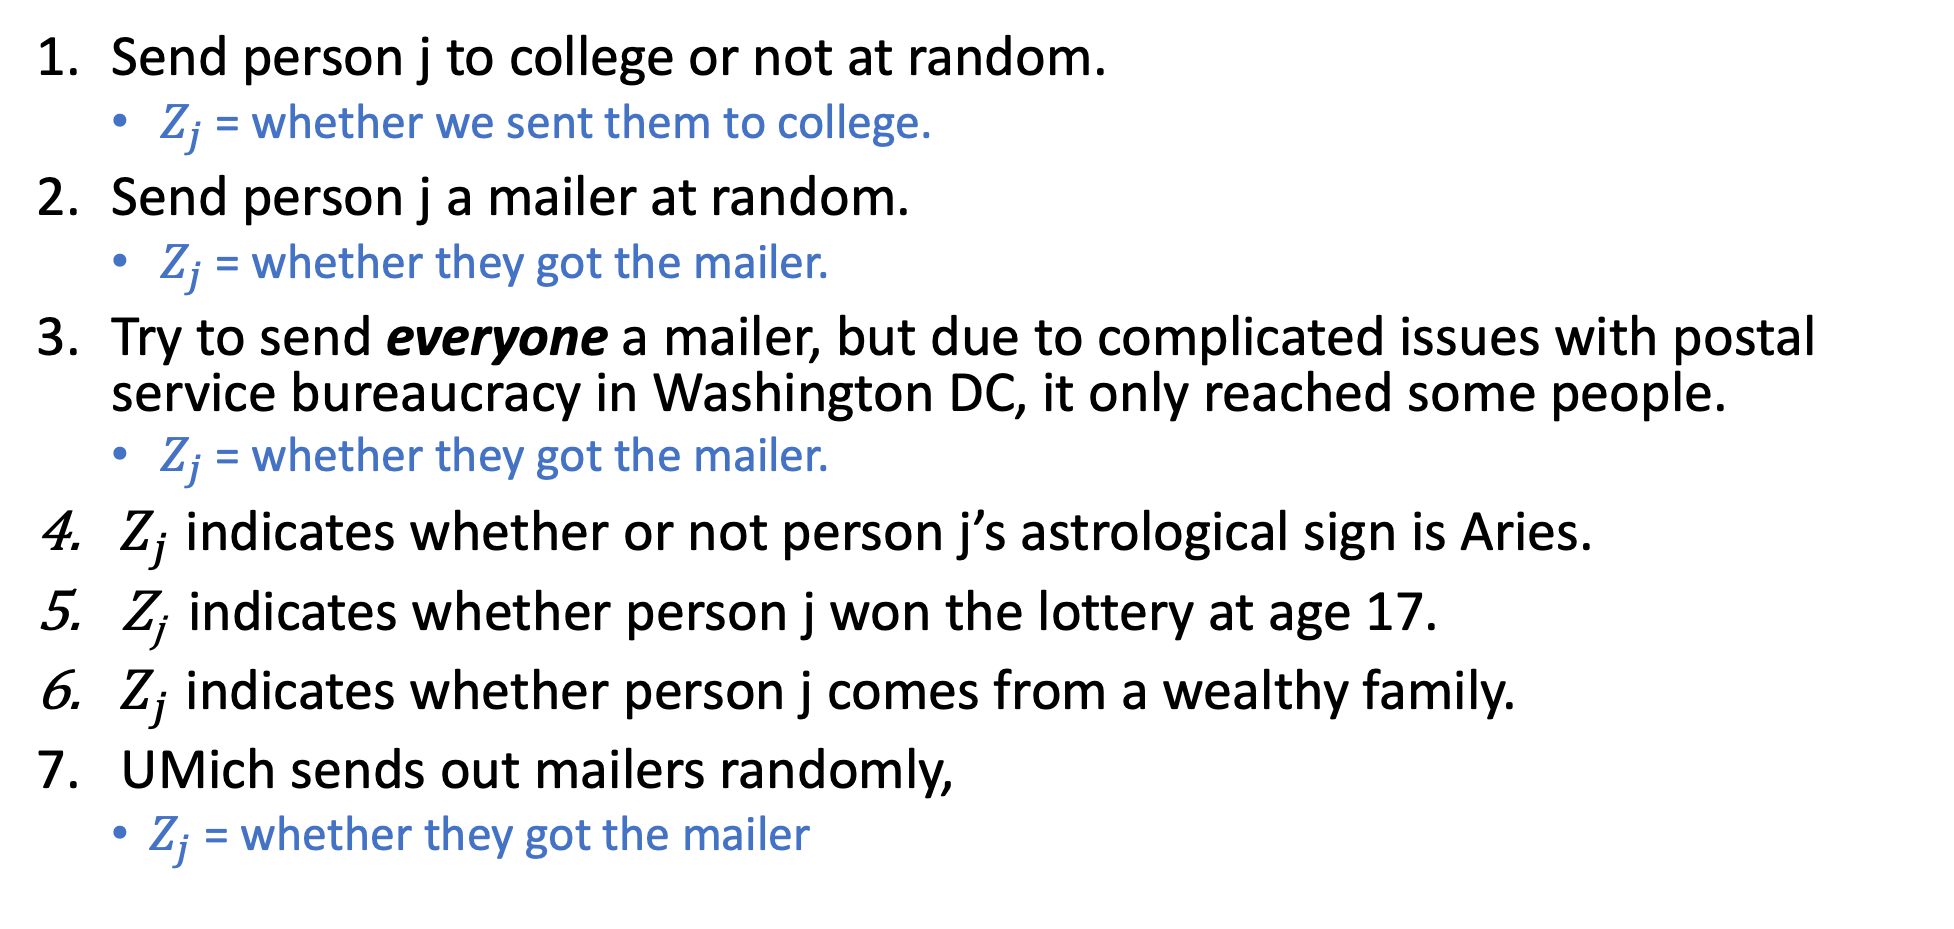 1. Send person j to college or not at random.
• Zⱼ = whether we sent them to college.
2. Send person j a mailer at random.
• Zⱼ = whether they got the mailer.
3. Try to send everyone a mailer, but due to complicated issues with postal
service bureaucracy in Washington DC, it only reached some people.
• Zⱼ = whether they got the mailer.
4. Zⱼ indicates whether or not person j’s astrological sign is Aries.
5. Zⱼ indicates whether person j won the lottery at age 17.
6. Zⱼ indicates whether person j comes from a wealthy family.
7. UMich sends out mailers randomly,
• Zⱼ = whether they got the mailer